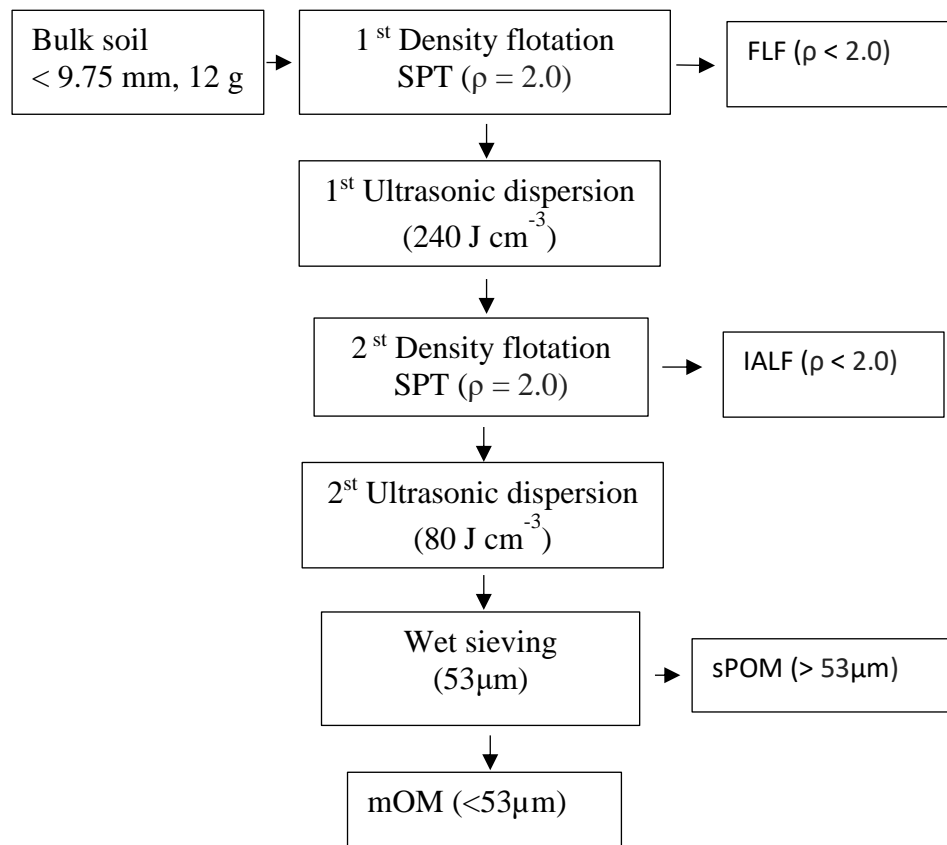 Bulk soil
< 9.75 mm, 12 g
1 st Density flotation
SPT (ρ = 2.0)
FLF (ρ < 2.0)
1st Ultrasonic dispersion
(240 J cm-3)
2 st Density flotation
SPT (ρ = 2.0)
IALF (ρ < 2.0)
2st Ultrasonic dispersion
(80 J cm-3)
Wet sieving
(53µm)
sPOM (> 53µm)
mOM (<53µm)